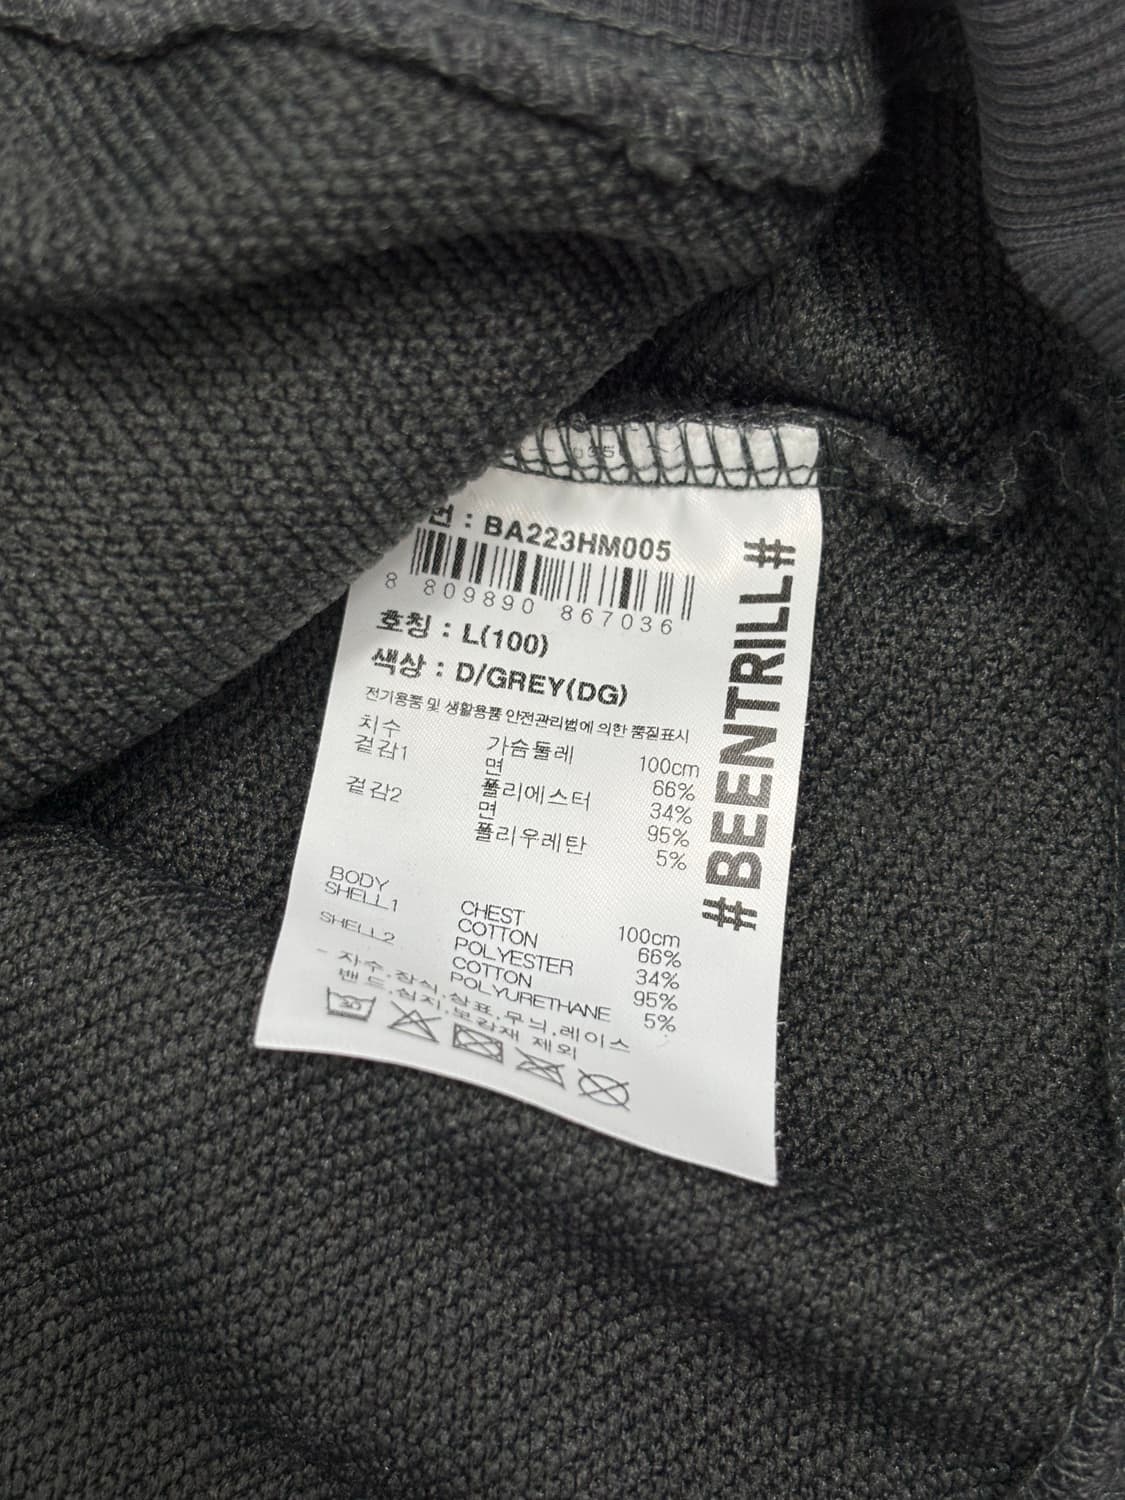 : BA223HM005
8 809890 867036
호칭 : L(100)
색상 : D/GREY(DG)
전기용품 및 생활용품 안전관리법에 의한 품질표시
치수 가슴둘레 100cm
겉감1 면 66%
폴리에스터 34%
겉감2 면 95%
폴리우레탄 5%
BODY CHEST 100cm
SHELL1 COTTON 66%
POLYESTER 34%
SHELL2 COTTON 95%
POLYURETHANE 5%
- 자수.장식.상표.무늬.레이스
밴드.심지.보강재 제외
30
#BEENTRILL#